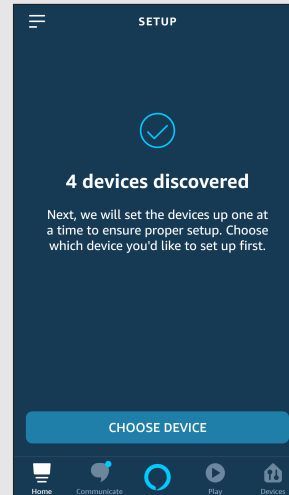 SETUP
4 devices discovered
Next, we will set the devices up one at
a time to ensure proper setup. Choose
which device you'd like to set up first.
CHOOSE DEVICE
Home Communicate Play Devices